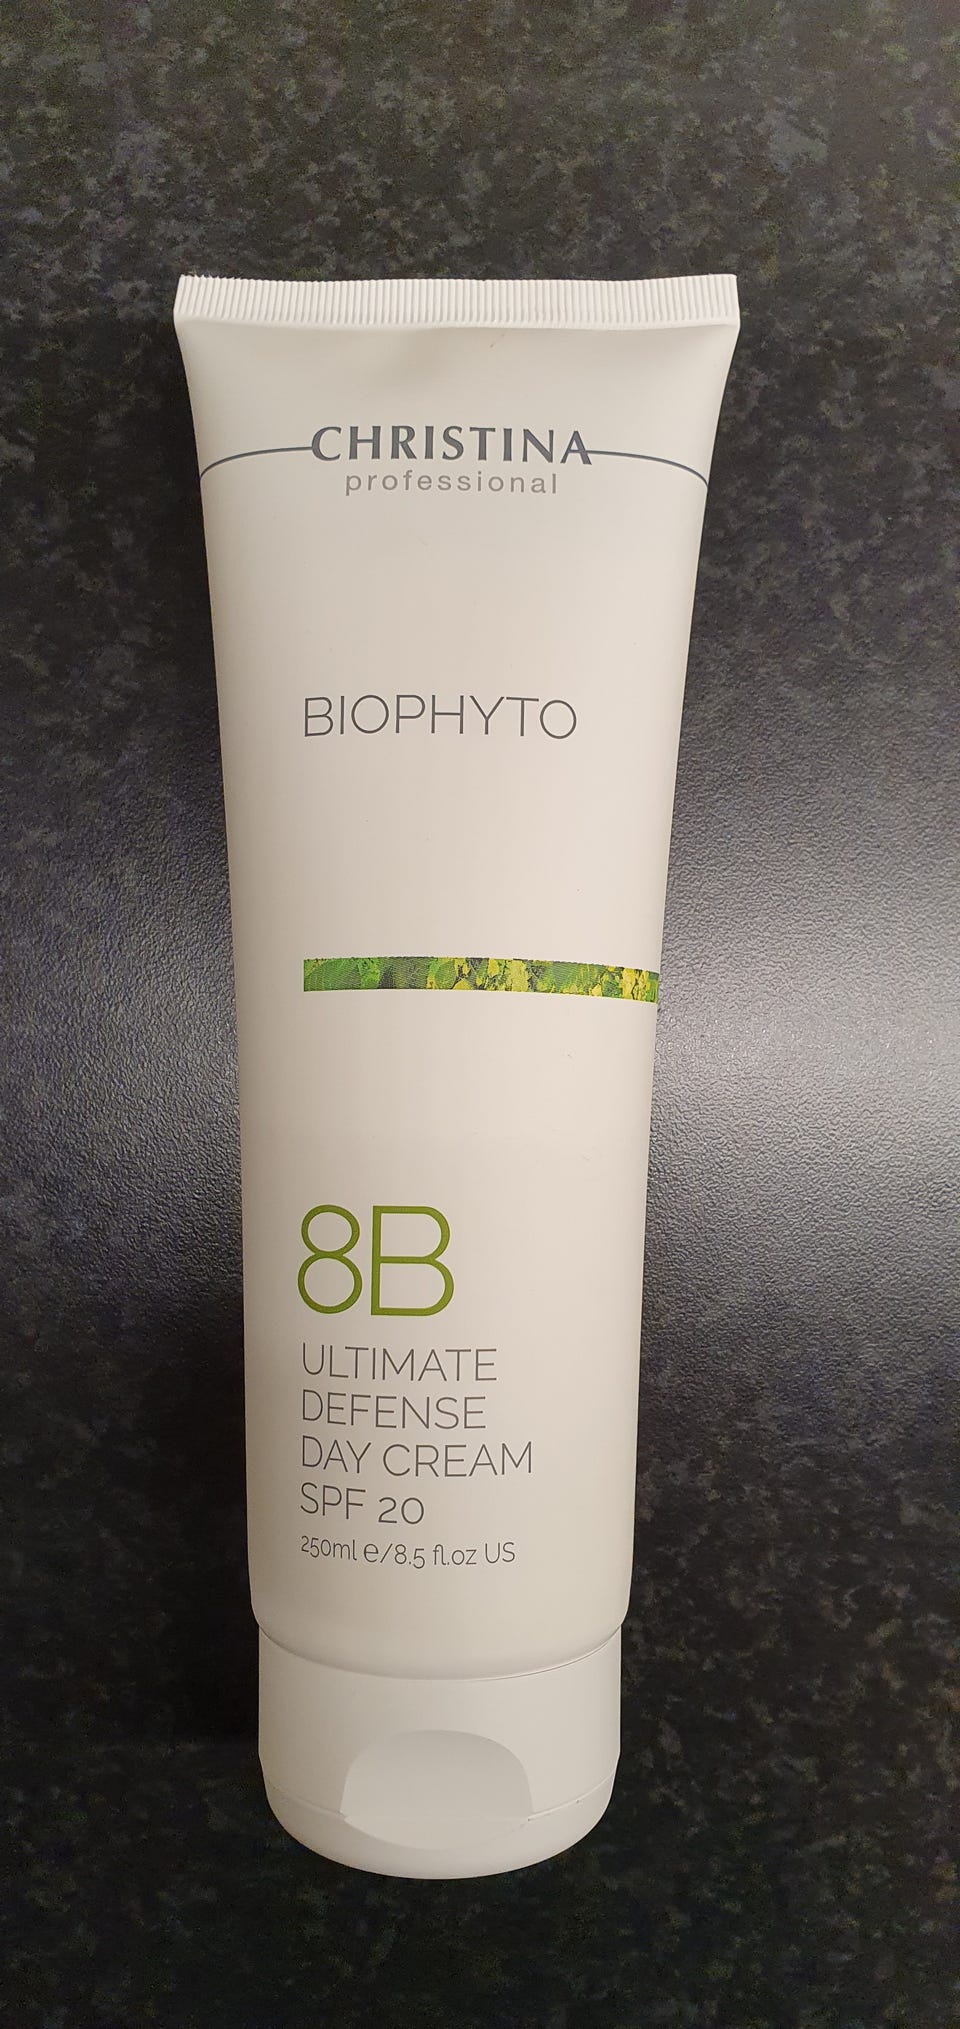 CHRISTINA
professional
BIOPHYTO
8B
ULTIMATE
DEFENSE
DAY CREAM
SPF 20
250ml e/8.5 fl.oz US